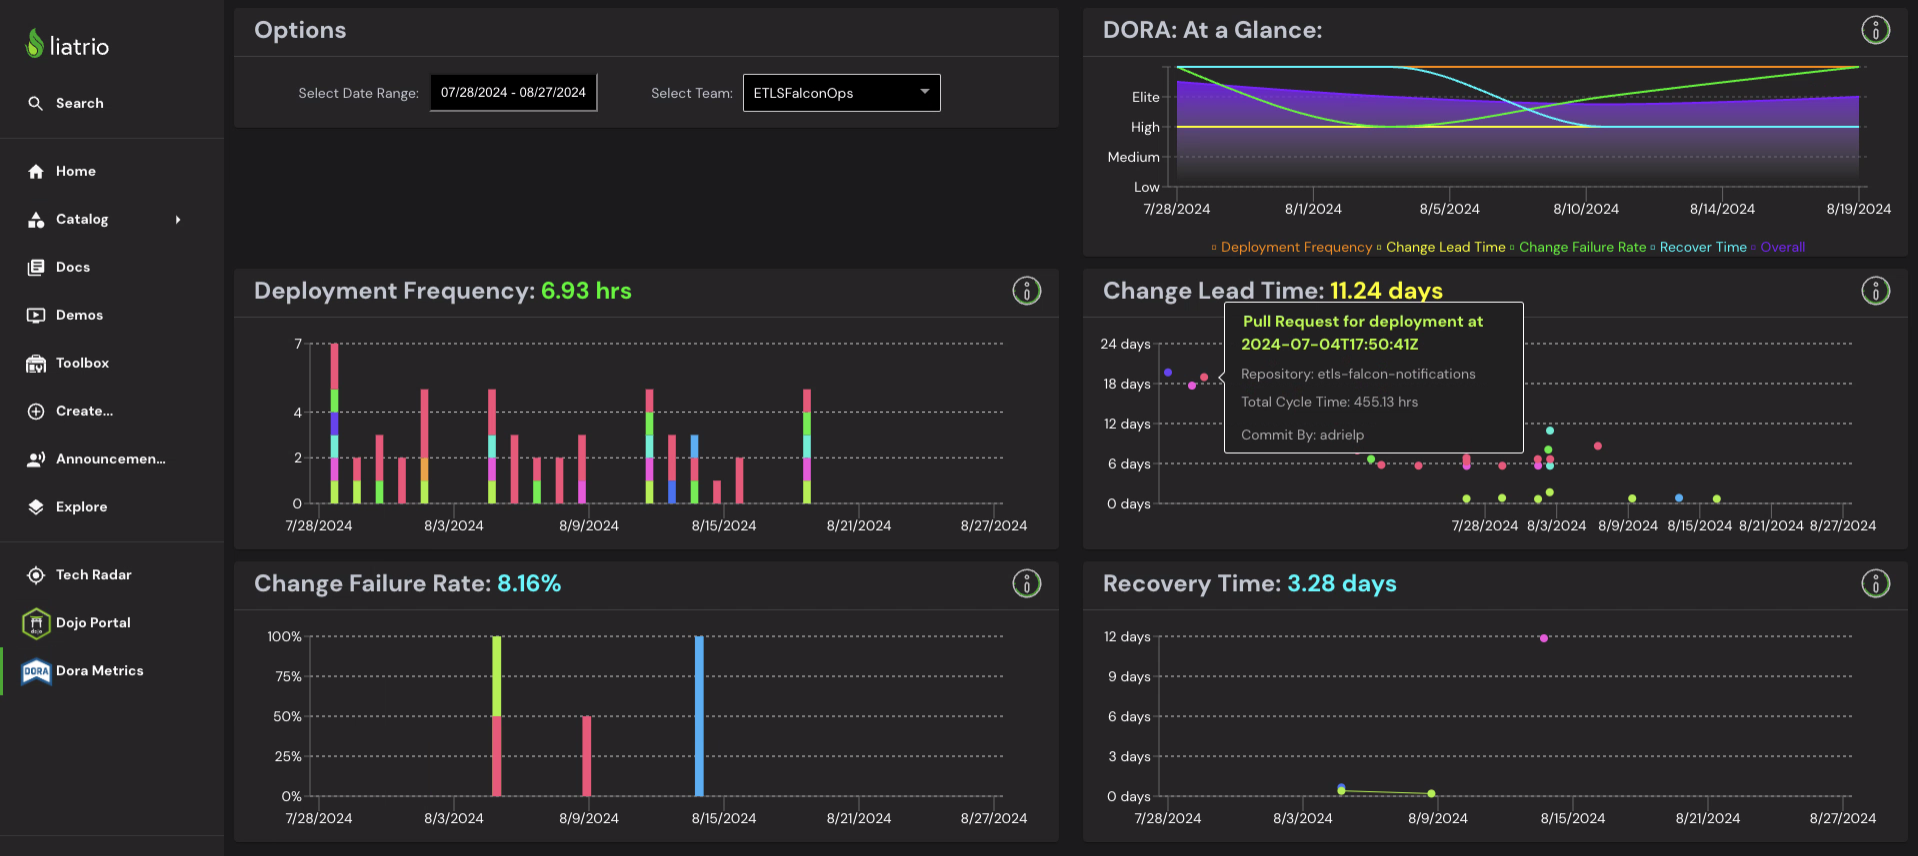 liatrio
Search
Home
Catalog
Docs
Demos
Toolbox
Create...
Announcemen...
Explore
Tech Radar
dojo Dojo Portal
DORA Dora Metrics
Options
Select Date Range: 07/28/2024 - 08/27/2024 Select Team: ETLSFalconOps
DORA: At a Glance:
Elite
High
Medium
Low
7/28/2024 8/1/2024 8/5/2024 8/10/2024 8/14/2024 8/19/2024
Deployment Frequency Change Lead Time Change Failure Rate Recover Time Overall
Deployment Frequency: 6.93 hrs
7
4
2
0
7/28/2024 8/3/2024 8/9/2024 8/15/2024 8/21/2024 8/27/2024
Change Lead Time: 11.24 days
Pull Request for deployment at
2024-07-04T17:50:41Z
Repository: etls-falcon-notifications
Total Cycle Time: 455.13 hrs
Commit By: adrielp
24 days
18 days
12 days
6 days
0 days
7/28/2024 8/3/2024 8/9/2024 8/15/2024 8/21/2024 8/27/2024
Change Failure Rate: 8.16%
100%
75%
50%
25%
0%
7/28/2024 8/3/2024 8/9/2024 8/15/2024 8/21/2024 8/27/2024
Recovery Time: 3.28 days
12 days
9 days
6 days
3 days
0 days
7/28/2024 8/3/2024 8/9/2024 8/15/2024 8/21/2024 8/27/2024